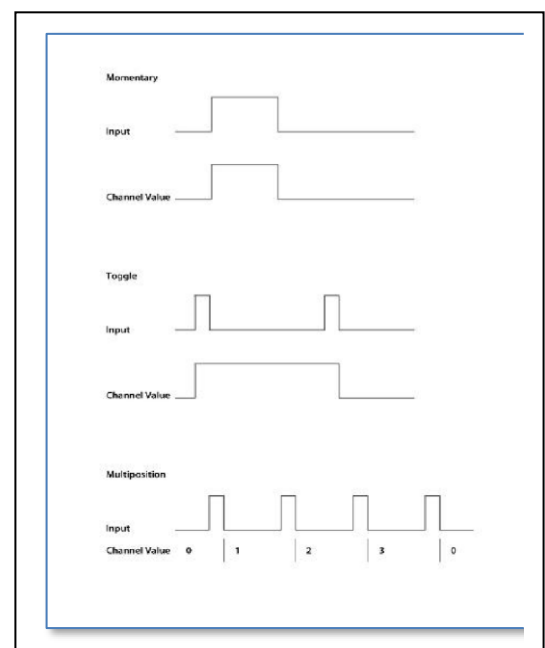 Momentary
Input
Channel Value
Toggle
Input
Channel Value
Multiposition
Input
Channel Value 0 1 2 3 0